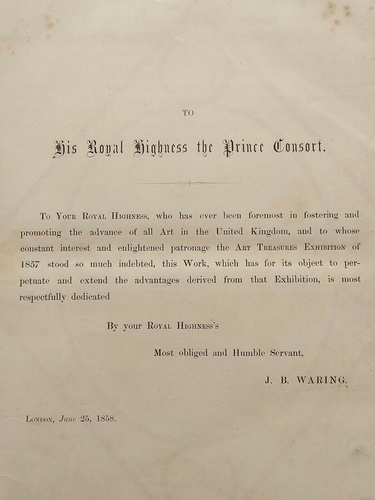 TO
His Royal Highness the Prince Consort.
To Your Royal Highness, who has ever been foremost in fostering and
promoting the advance of all Art in the United Kingdom, and to whose
constant interest and enlightened patronage the Art Treasures Exhibition of
1857 stood so much indebted, this Work, which has for its object to per-
petuate and extend the advantages derived from that Exhibition, is most
respectfully dedicated
By your Royal Highness's
Most obliged and Humble Servant,
J. B. WARING.
London, June 25, 1858.